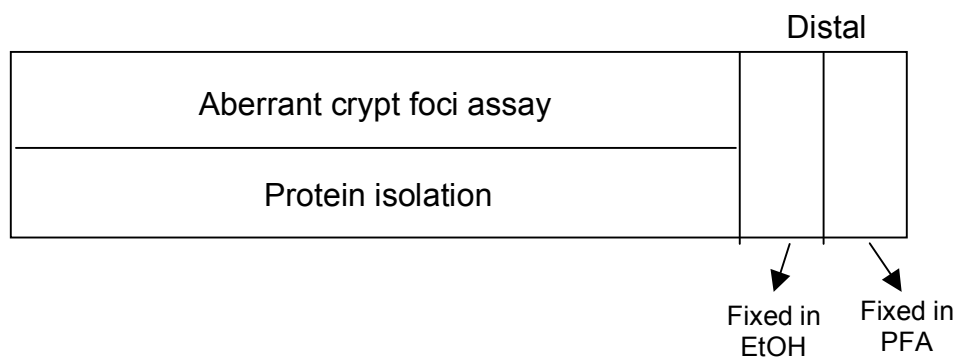 Distal
Aberrant crypt foci assay
Protein isolation
Fixed in
EtOH
Fixed in
PFA